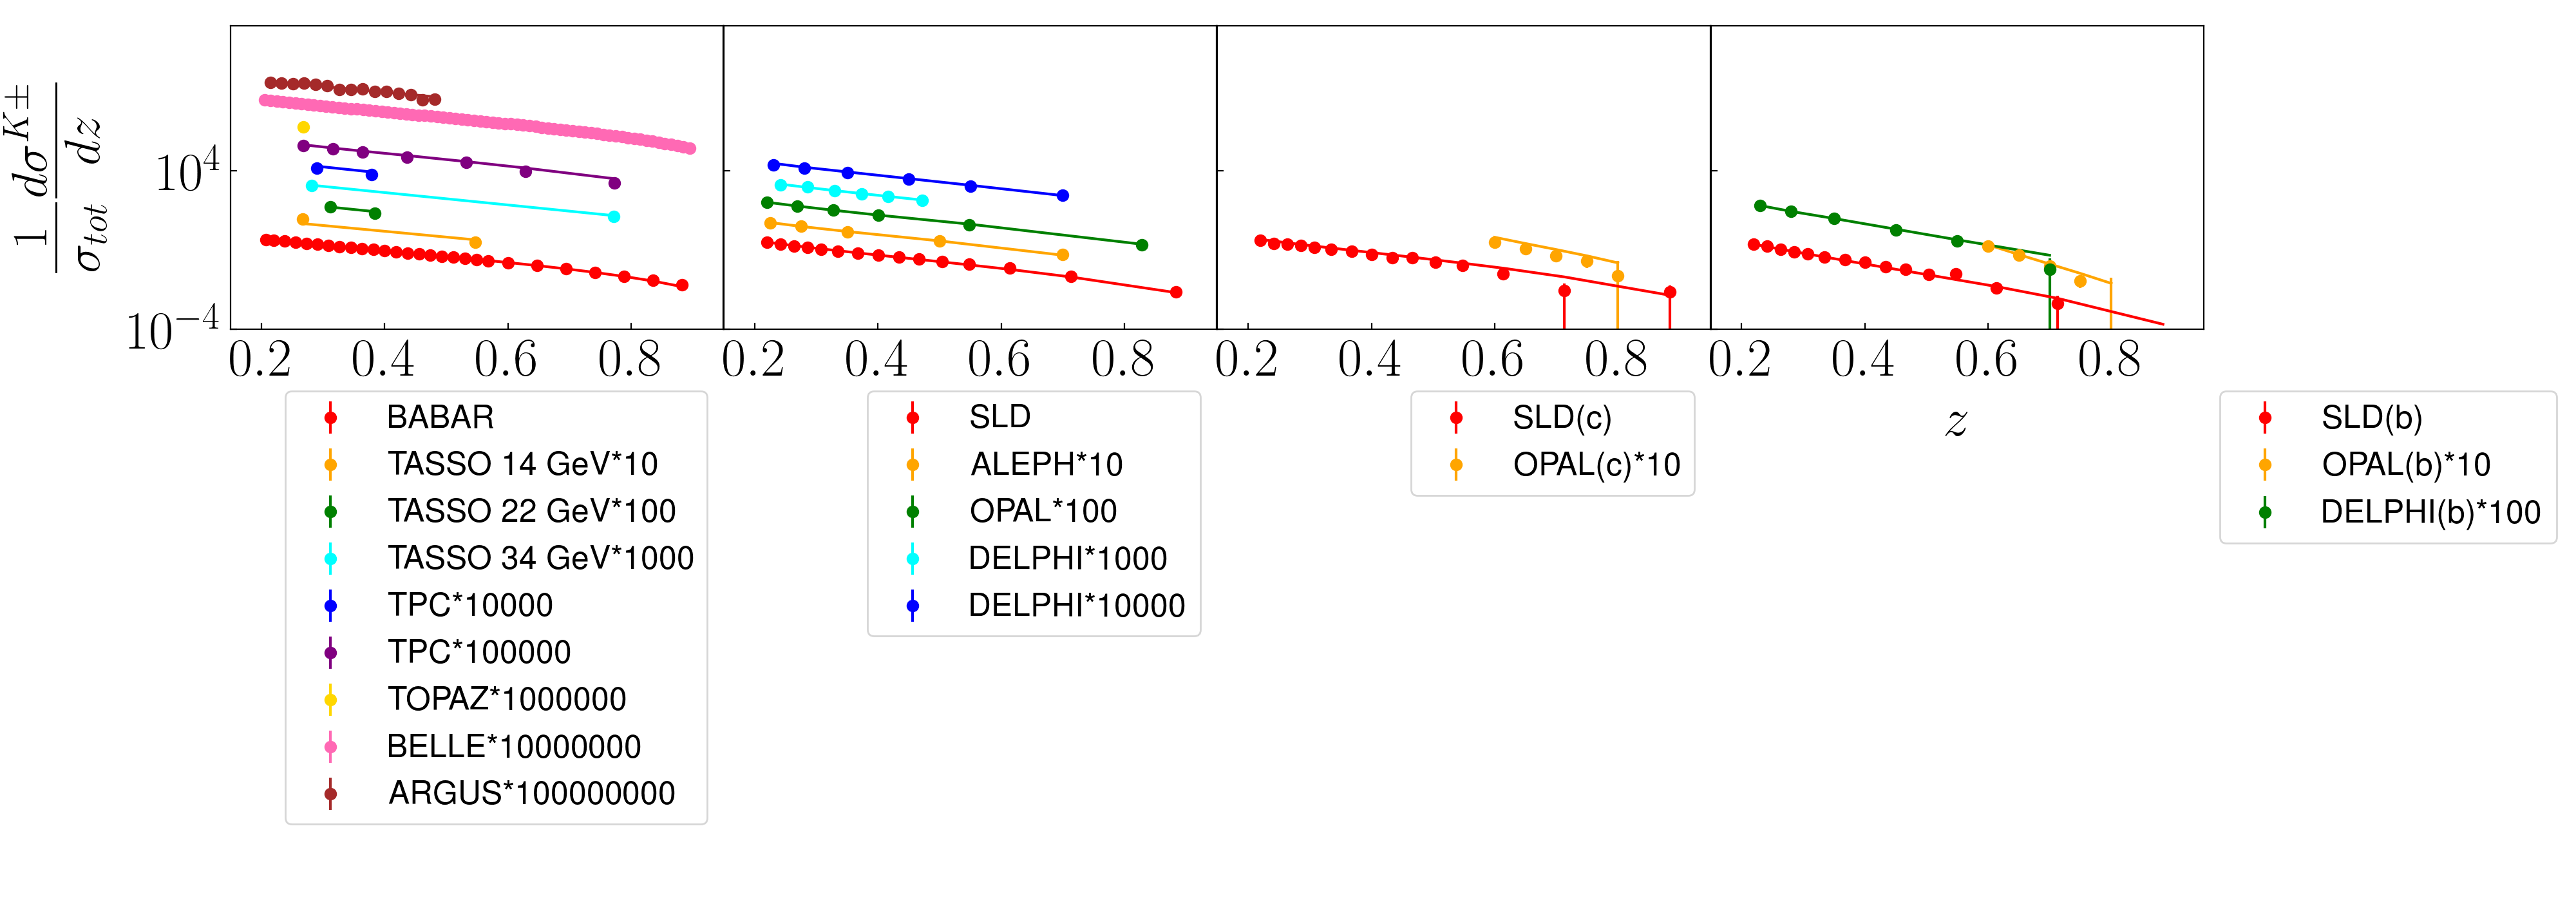 1/σ_tot dσ^{K±}/dz
10^4
10^{-4}
0.2 0.4 0.6 0.8
0.2 0.4 0.6 0.8
0.2 0.4 0.6 0.8
0.2 0.4 0.6 0.8
z
BABAR
TASSO 14 GeV*10
TASSO 22 GeV*100
TASSO 34 GeV*1000
TPC*10000
TPC*100000
TOPAZ*1000000
BELLE*10000000
ARGUS*100000000
SLD
ALEPH*10
OPAL*100
DELPHI*1000
DELPHI*10000
SLD(c)
OPAL(c)*10
SLD(b)
OPAL(b)*10
DELPHI(b)*100